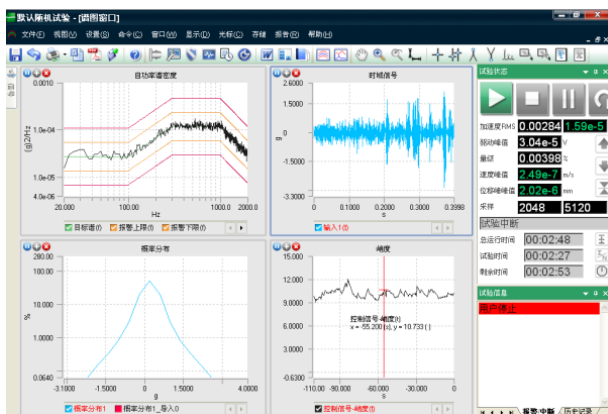 默认随机试验 - [谱图窗口]
文件(F) 视图(V) 设置(S) 命令(C) 窗口(W) 显示(D) 光标(C) 存储 报告(R) 帮助(H)
自功率谱密度
0.0010
1.0e-04
1.0e-05
4.0e-06
(g)2/Hz
20.000 100.00 1000.0 2000.0
Hz
目标谱(f) 报警上限(f) 报警下限(f)
时域信号
2.6000
1.5000
0
-1.5000
-3.3000
g
0 0.1000 0.2000 0.3000 0.3998
s
输入1(t)
概率分布
280.00
100.00
10.000
1.0000
0.0640
%
-3.1000 -1.5000 0 1.5000 4.0000
g
概率分布1 概率分布1_导入0
峭度
15.000
12.000
9.0000
6.0000
3.0000
-0.6300
控制信号-峭度(t)
x = -55.200 (s), y = 10.733 ( )
-110.00 -90.000 -60.000 -30.000 0
s
控制信号-峭度(t)
试验状态
加速度RMS 0.00284 1.59e-5
驱动峰值 3.04e-5 V
量级 0.00398 %
速度峰值 2.49e-7 m/s
位移峰峰值 2.02e-6 mm
采样 2048 5120
试验中断
总运行时间 00:02:48
试验时间 00:02:27
剩余时间 00:02:53
试验信息
用户停止
报警·中断 历史记录